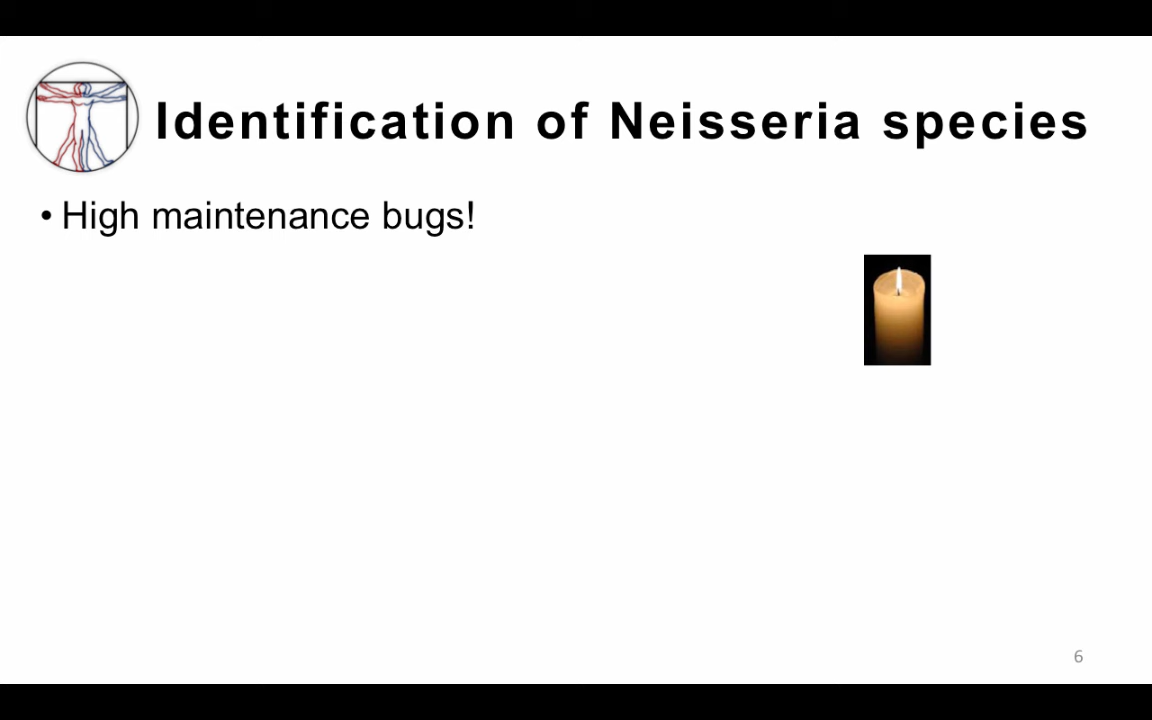 Identification of Neisseria species
• High maintenance bugs!
6